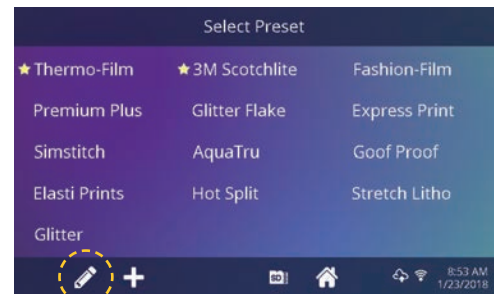 Select Preset
Thermo-Film 3M Scotchlite Fashion-Film
Premium Plus Glitter Flake Express Print
Simstitch AquaTru Goof Proof
Elasti Prints Hot Split Stretch Litho
Glitter
SD 8:53 AM
1/23/2018